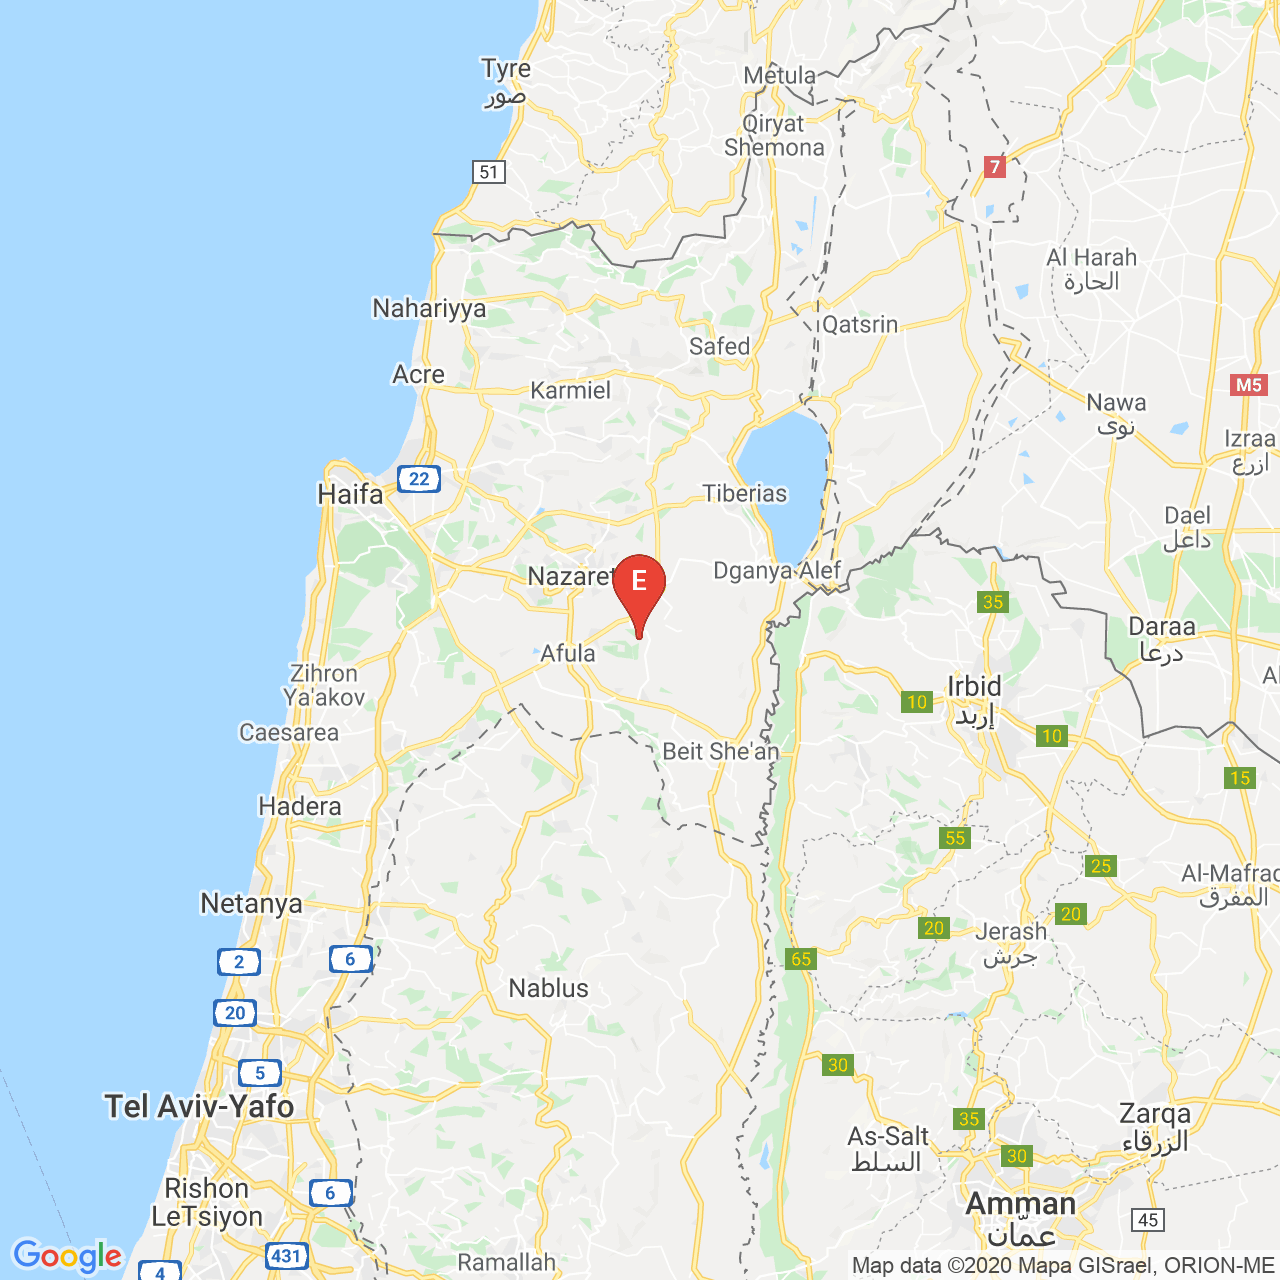 Tyre
صور
Metula
Qiryat
Shemona
51
7
Al Harah
الحارة
Nahariyya
Qatsrin
Safed
Acre
Karmiel
M5
Nawa
نوى
Izraa
ازرع
22
Haifa
Tiberias
Dael
داعل
Nazaret
E
Dganya Alef
35
Daraa
درعا
Afula
Zihron
Ya'akov
Irbid
إربد
10
Caesarea
10
Beit She'an
15
Hadera
55
25
Al-Mafraq
المفرق
Netanya
20
20
Jerash
جرش
2
6
65
Nablus
20
5
30
Tel Aviv-Yafo
35
Zarqa
الزرقاء
As-Salt
السلط
30
Rishon
LeTsiyon
6
Amman
عمّان
45
431
Ramallah
4
Google
Map data ©2020 Mapa GISrael, ORION-ME